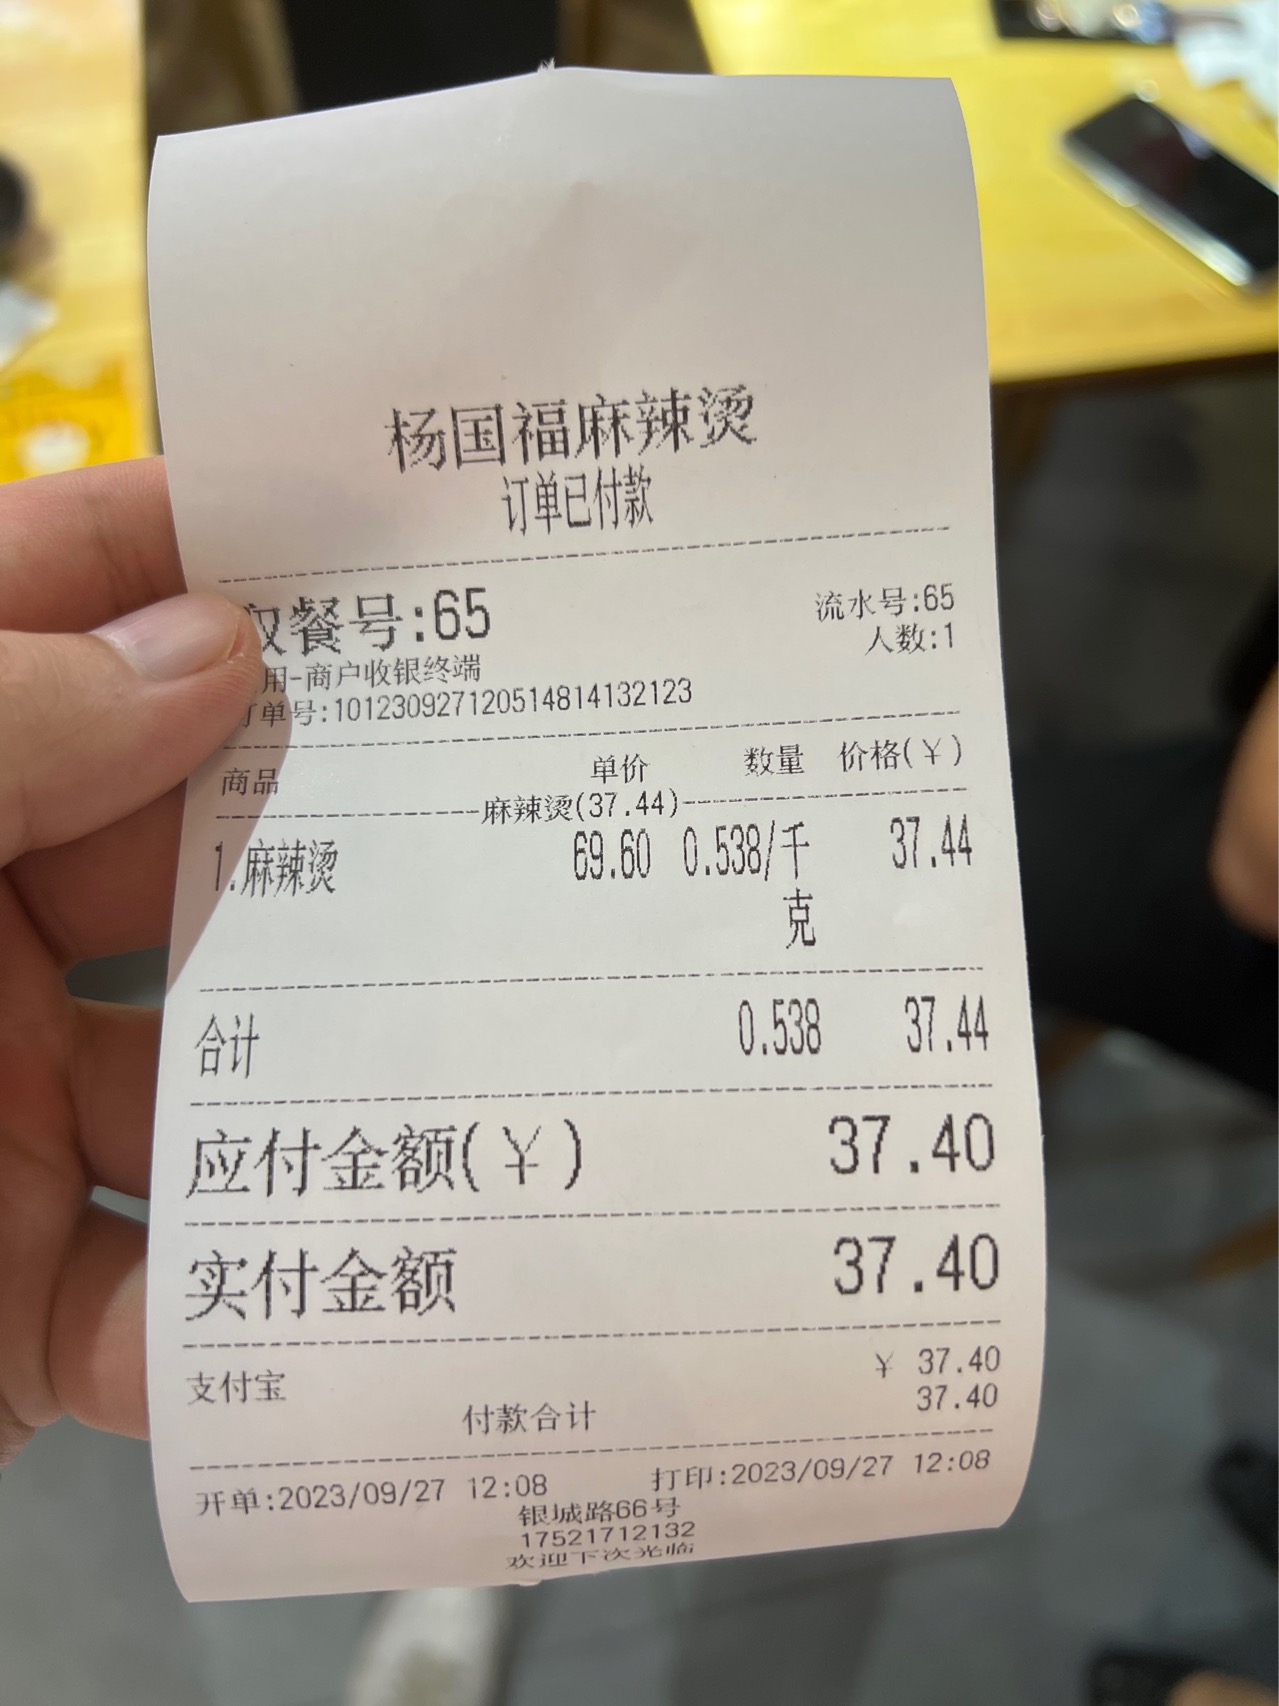 杨国福麻辣烫
订单已付款
取餐号:65
流水号:65
人数:1
用-商户收银终端
订单号:101230927120514814132123
商品 单价 数量 价格(¥)
麻辣烫(37.44)
1.麻辣烫 69.60 0.538/千克 37.44
合计 0.538 37.44
应付金额(¥) 37.40
实付金额 37.40
支付宝 ¥ 37.40
付款合计 37.40
开单:2023/09/27 12:08 打印:2023/09/27 12:08
银城路66号
17521712132
欢迎下次光临